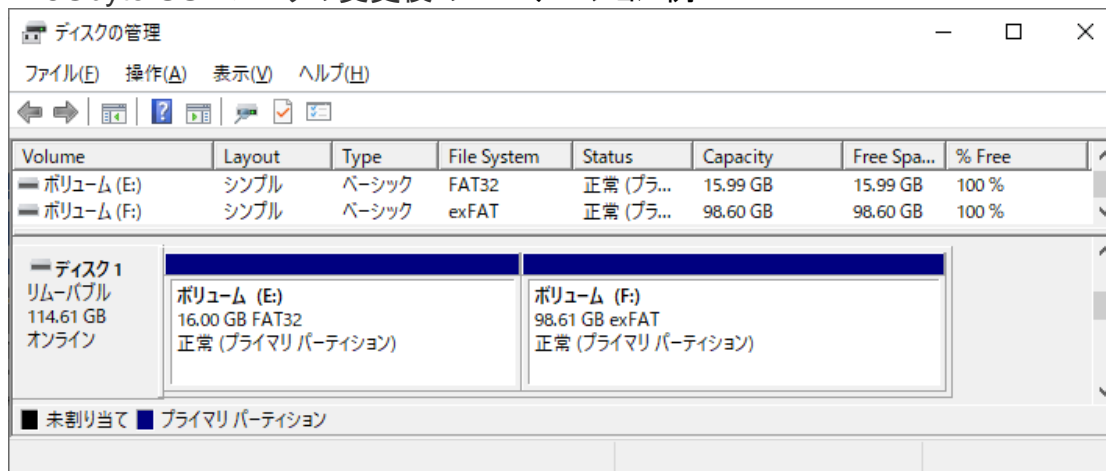 ディスクの管理
ファイル(F) 操作(A) 表示(V) ヘルプ(H)
Volume Layout Type File System Status Capacity Free Spa... % Free
ボリューム (E:) シンプル ベーシック FAT32 正常 (プラ... 15.99 GB 15.99 GB 100 %
ボリューム (F:) シンプル ベーシック exFAT 正常 (プラ... 98.60 GB 98.60 GB 100 %
ディスク 1
リムーバブル
114.61 GB
オンライン
ボリューム (E:)
16.00 GB FAT32
正常 (プライマリ パーティション)
ボリューム (F:)
98.61 GB exFAT
正常 (プライマリ パーティション)
未割り当て プライマリ パーティション